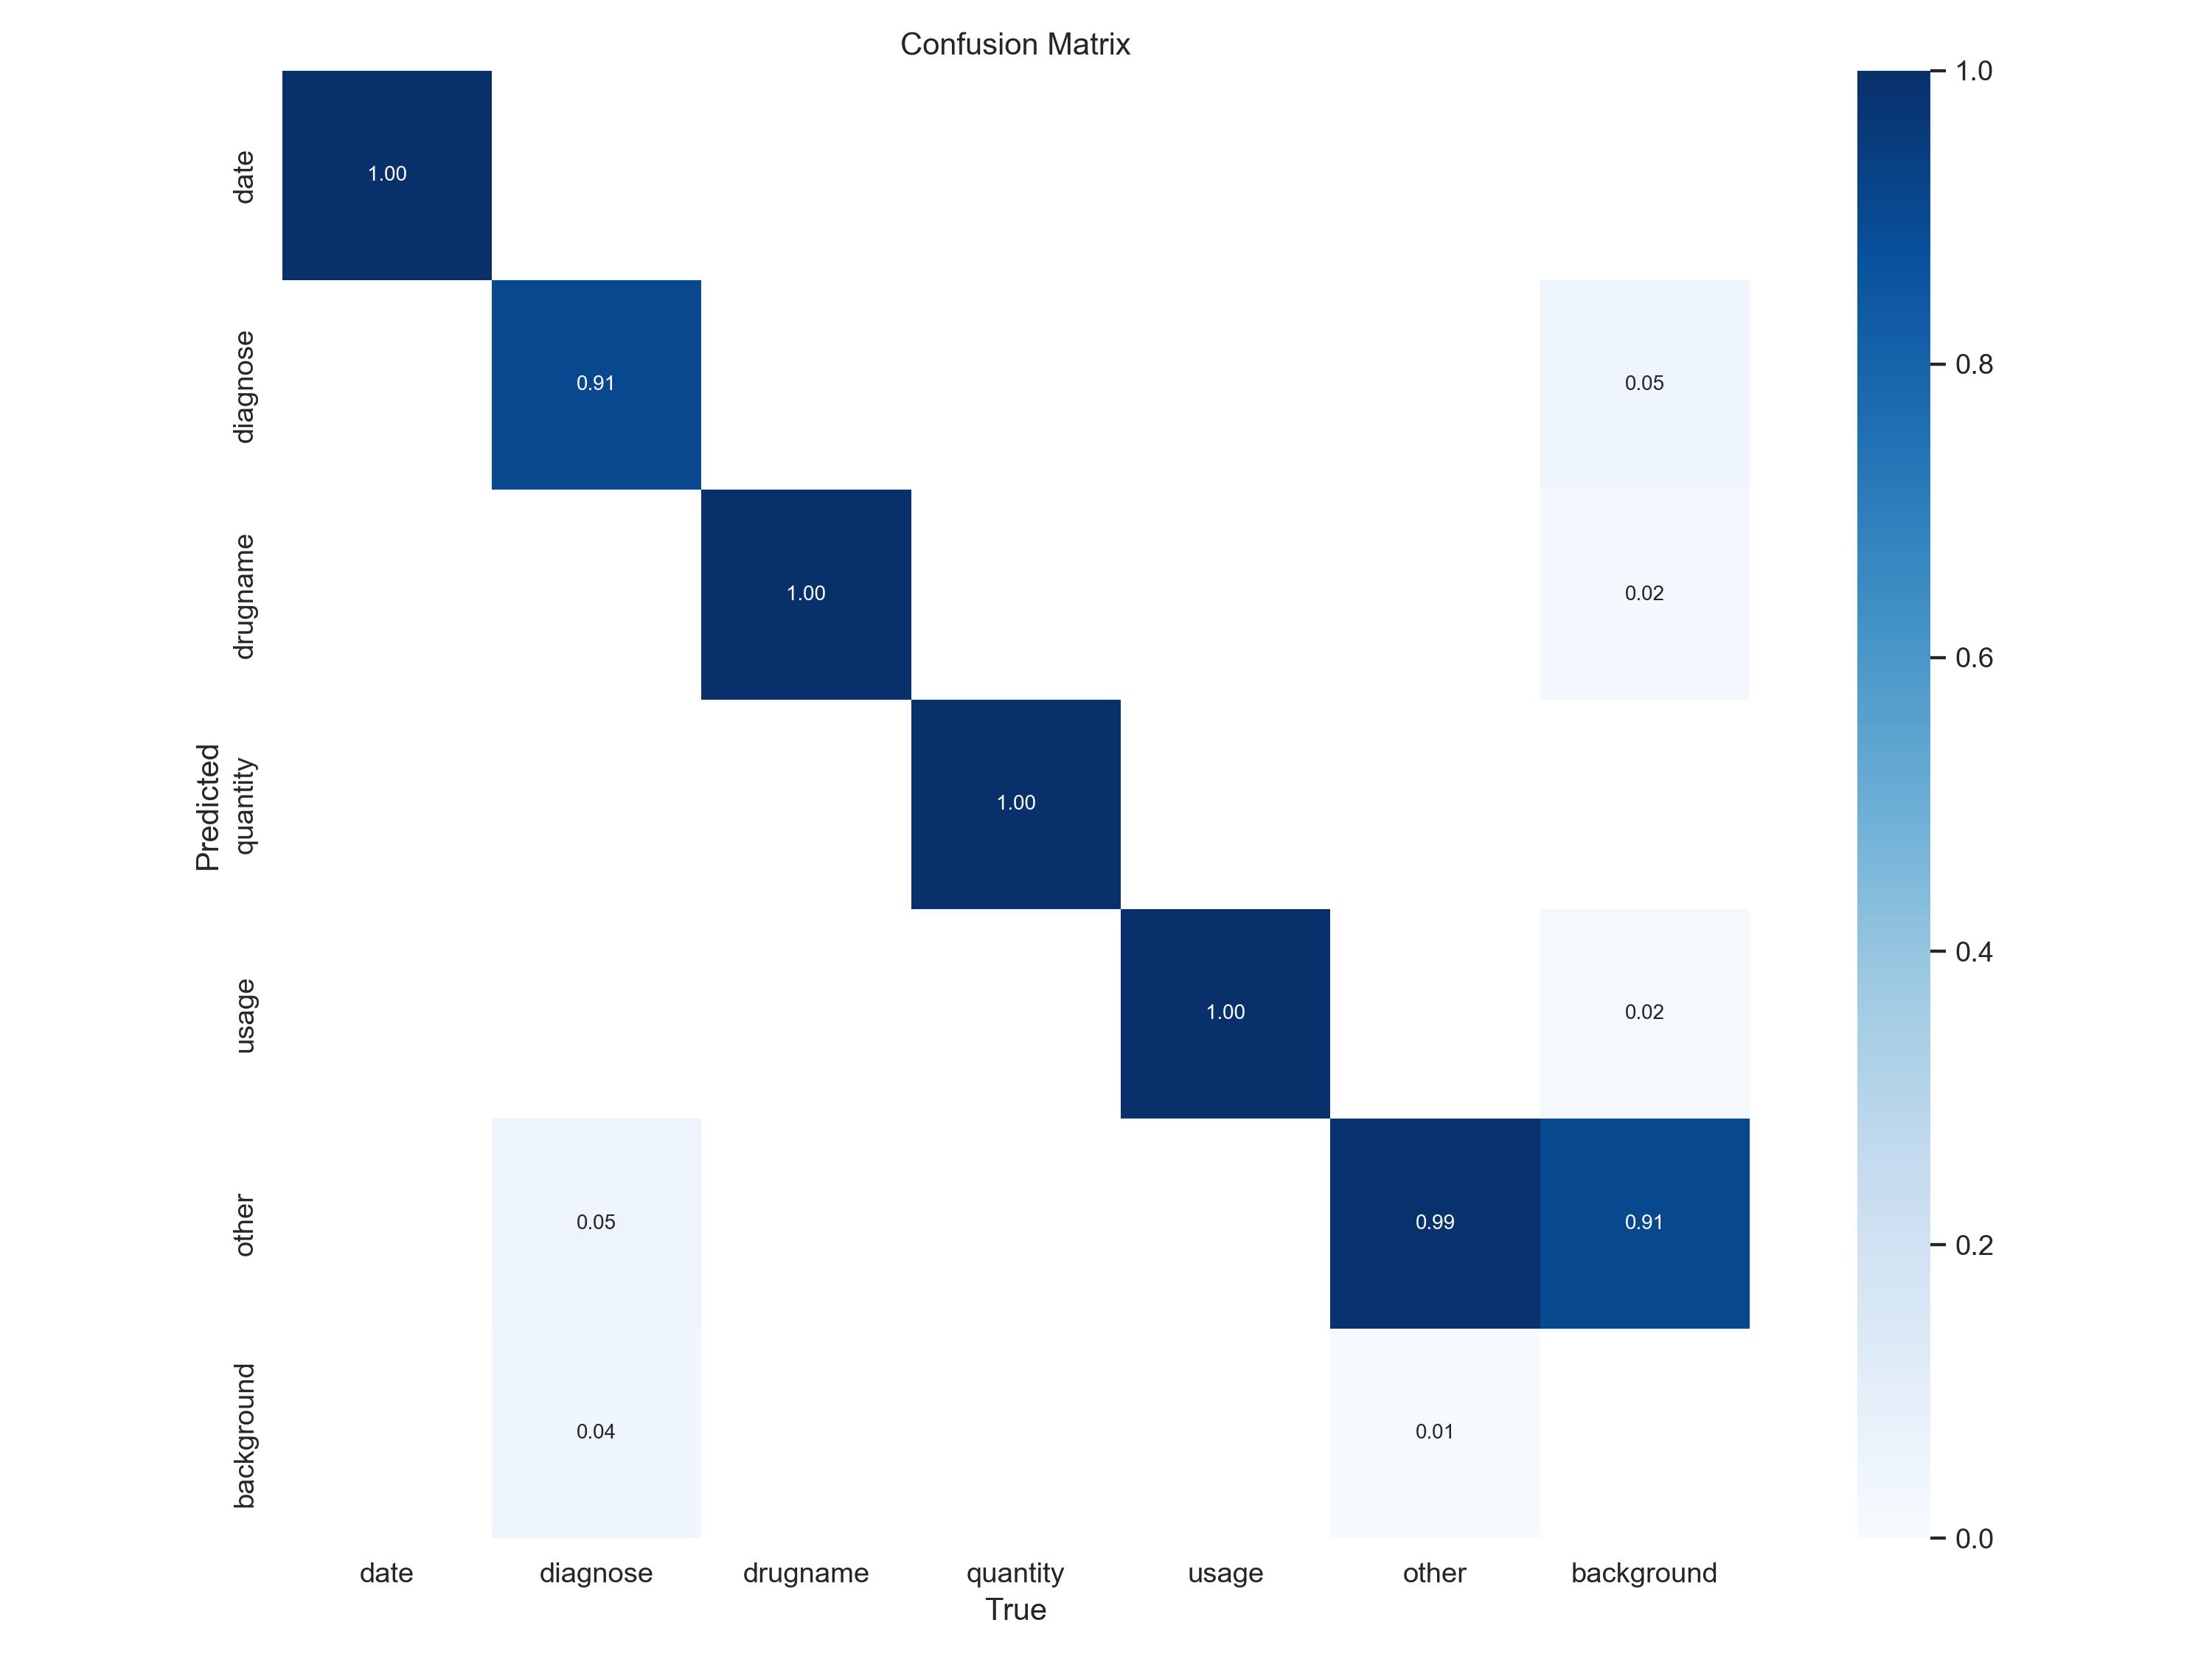 Confusion Matrix
1.0
date
1.00
diagnose
0.91
0.05
0.8
drugname
1.00
0.02
0.6
Predicted
quantity
1.00
usage
1.00
0.02
0.4
other
0.05
0.99
0.91
0.2
background
0.04
0.01
0.0
date diagnose drugname quantity usage other background
True